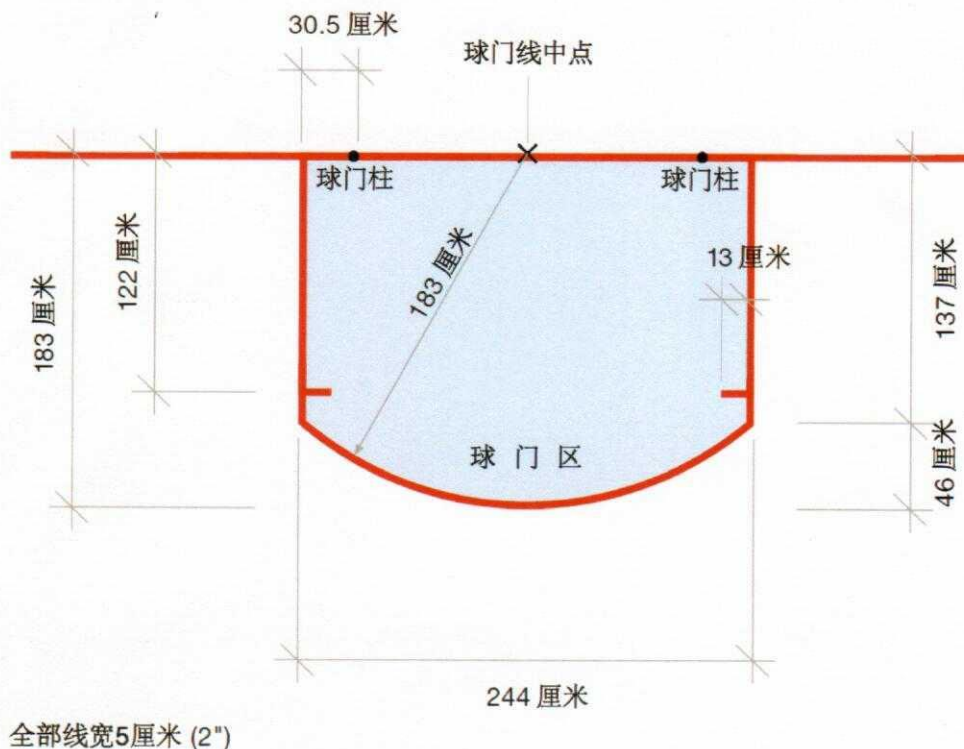 30.5 厘米
球门线中点
球门柱
球门柱
183 厘米
122 厘米
183 厘米
13 厘米
137 厘米
46 厘米
球 门 区
244 厘米
全部线宽5厘米 (2")